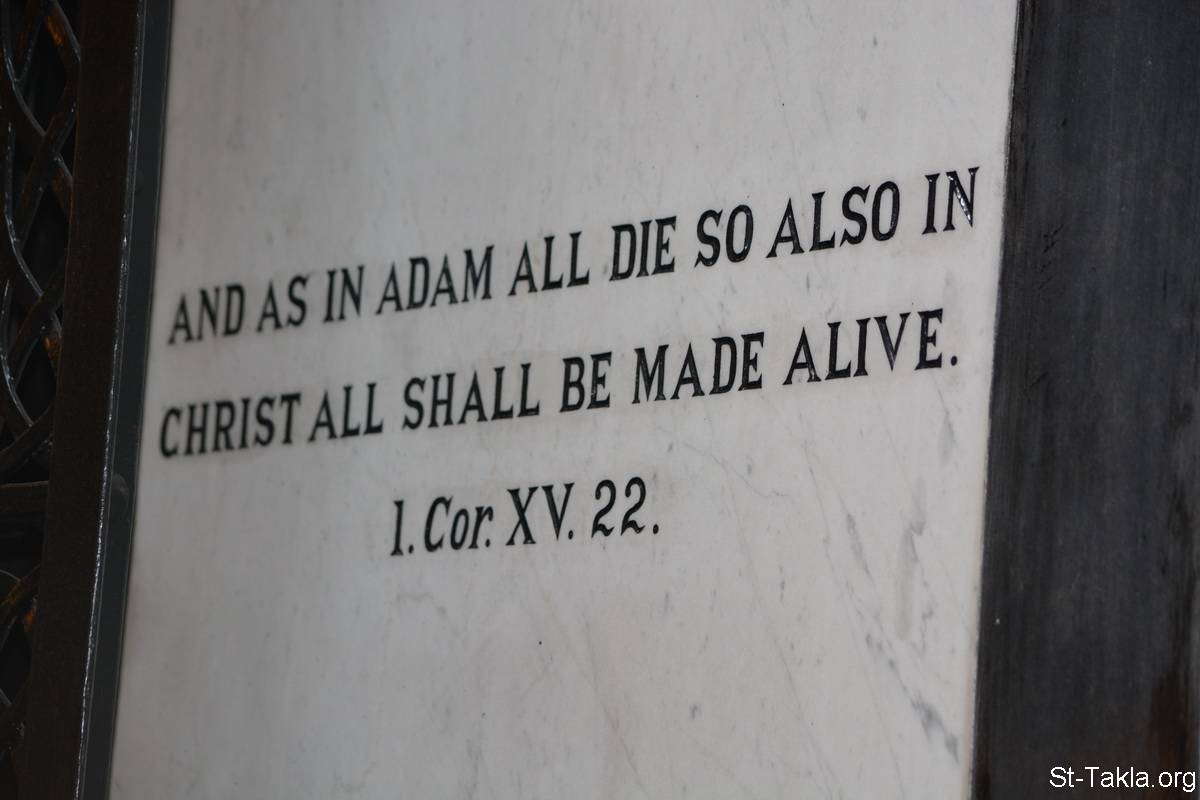 AND AS IN ADAM ALL DIE SO ALSO IN
CHRIST ALL SHALL BE MADE ALIVE.
1. Cor. XV. 22.
St-Takla.org